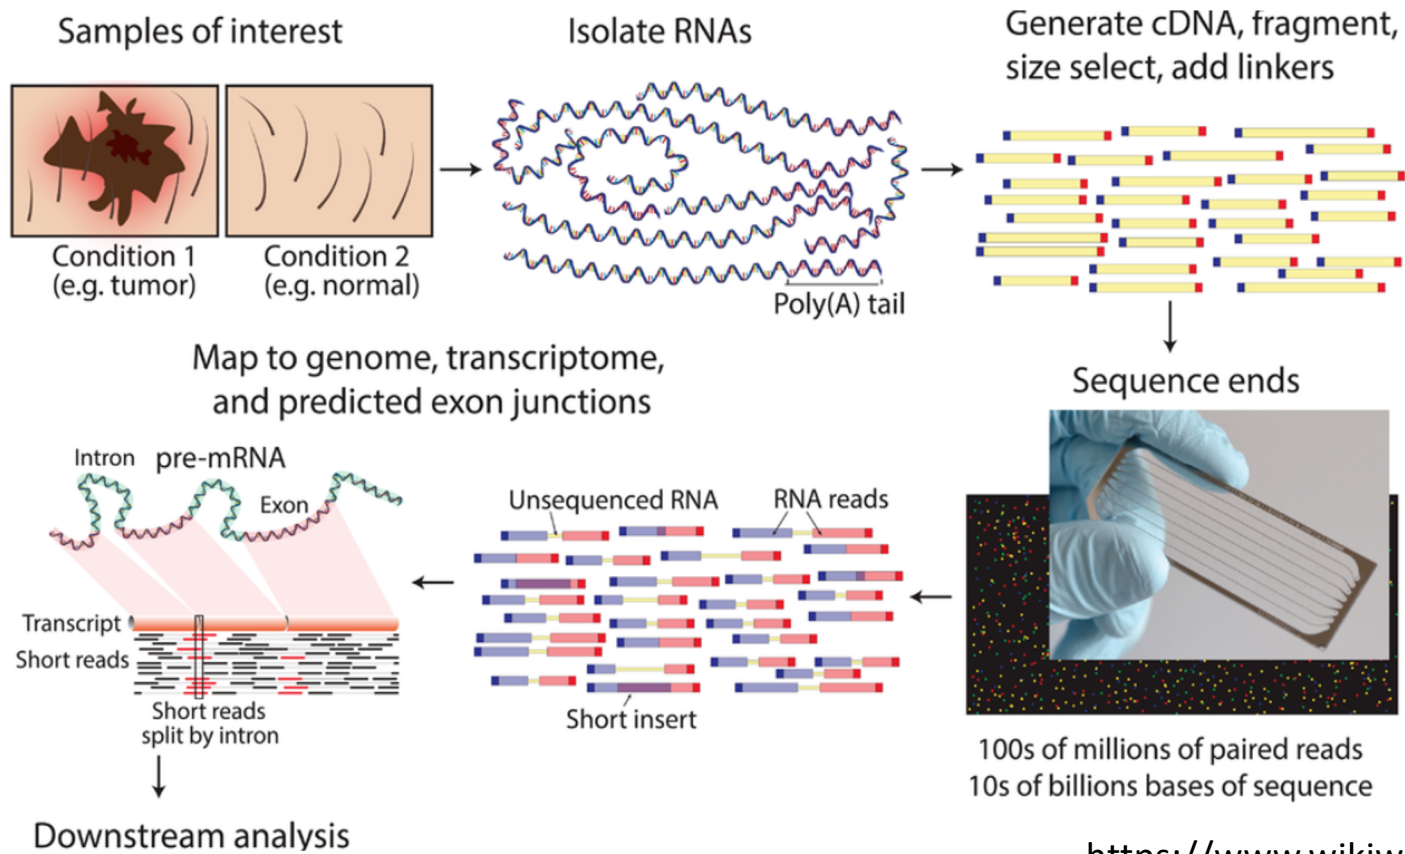 Samples of interest
Condition 1
(e.g. tumor)
Condition 2
(e.g. normal)
Isolate RNAs
Poly(A) tail
Generate cDNA, fragment,
size select, add linkers
Sequence ends
100s of millions of paired reads
10s of billions bases of sequence
Unsequenced RNA
RNA reads
Short insert
Map to genome, transcriptome,
and predicted exon junctions
Intron
pre-mRNA
Exon
Transcript
Short reads
Short reads
split by intron
Downstream analysis